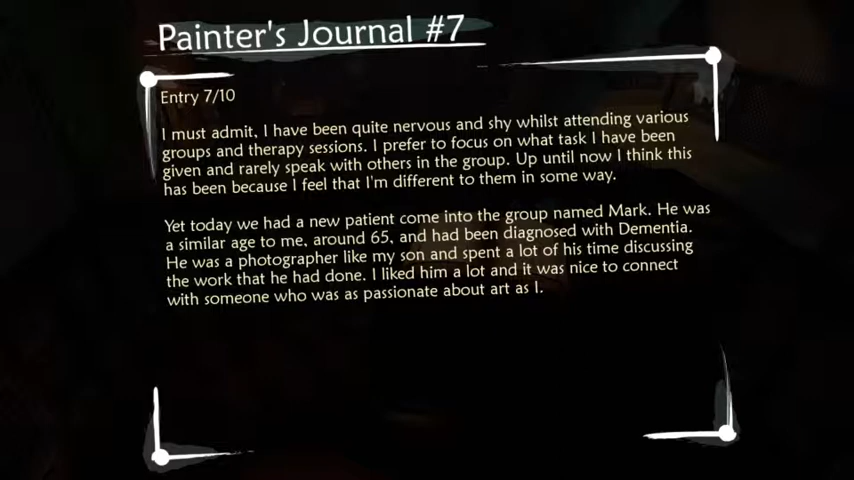 Painter's Journal #7
Entry 7/10
I must admit, I have been quite nervous and shy whilst attending various
groups and therapy sessions. I prefer to focus on what task I have been
given and rarely speak with others in the group. Up until now I think this
has been because I feel that I'm different to them in some way.
Yet today we had a new patient come into the group named Mark. He was
a similar age to me, around 65, and had been diagnosed with Dementia.
He was a photographer like my son and spent a lot of his time discussing
the work that he had done. I liked him a lot and it was nice to connect
with someone who was as passionate about art as I.